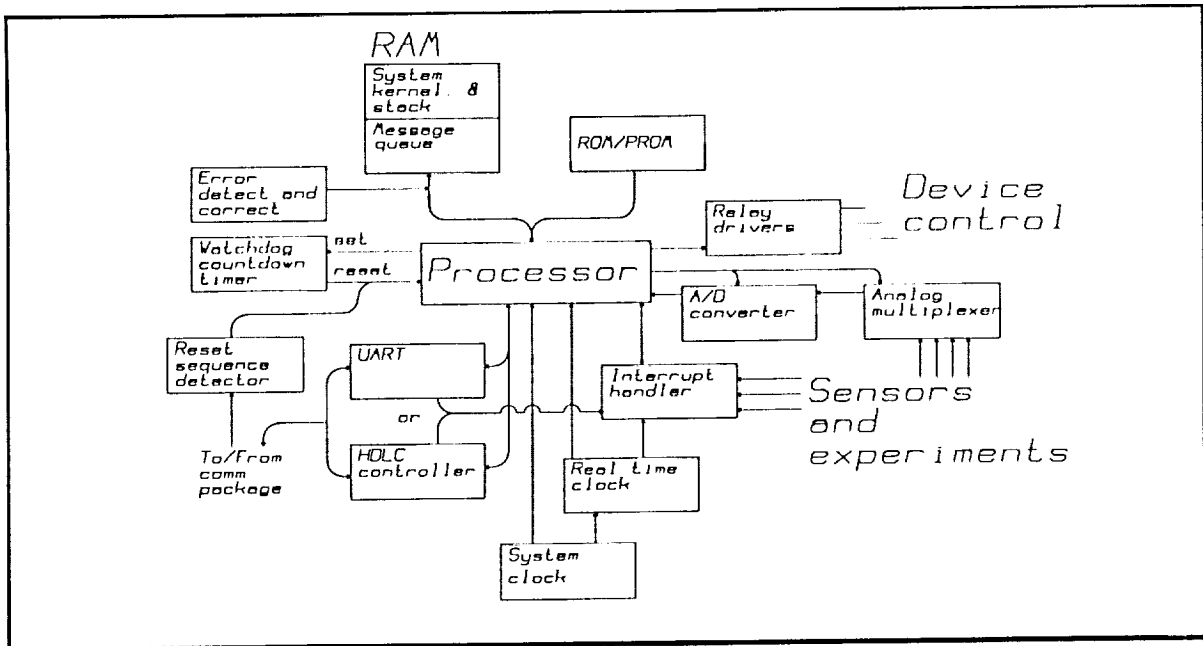 RAM
System
kernel & 
stack
Message
queue
ROM/PROM
Error
detect and
correct
Watchdog
countdown
timer
set
reset
Processor
Relay
drivers
Device
control
A/D
converter
Analog
multiplexer
Reset
sequence
detector
UART
or
HDLC
controller
To/From
comm
package
Interrupt
handler
Sensors
and
experiments
Real time
clock
System
clock